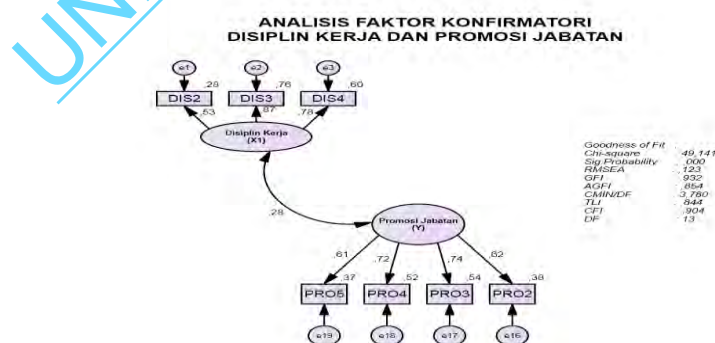 UNI
ANALISIS FAKTOR KONFIRMATORI
DISIPLIN KERJA DAN PROMOSI JABATAN
e1 e2 e3
.28 .76 .60
DIS2 DIS3 DIS4
.53 .87 .78
Disiplin Kerja
(X1)
.28
Promosi Jabatan
(Y)
.61 .72 .74 .62
.37 .52 .54 .38
PRO5 PRO4 PRO3 PRO2
e19 e18 e17 e16
Goodness of Fit :
Chi-square :49,141
Sig.Probability :.000
RMSEA :.123
GFI :.932
AGFI :.854
CMIN/DF :3.780
TLI :.844
CFI :.904
DF :13